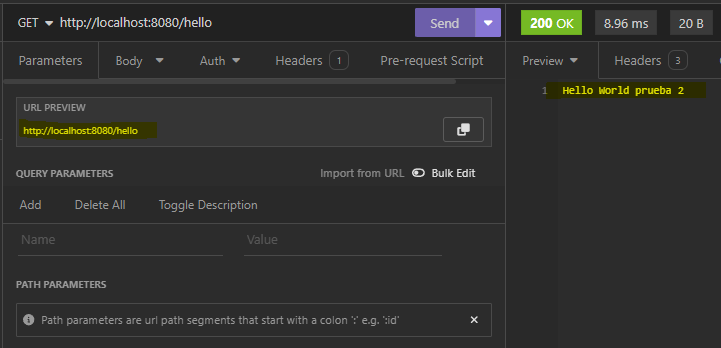 GET http://localhost:8080/hello Send
200 OK 8.96 ms 20 B
Parameters Body Auth Headers 1 Pre-request Script
Preview Headers 3
1 Hello World prueba 2
URL PREVIEW
http://localhost:8080/hello
QUERY PARAMETERS Import from URL Bulk Edit
Add Delete All Toggle Description
Name Value
PATH PARAMETERS
Path parameters are url path segments that start with a colon ':' e.g. ':id'